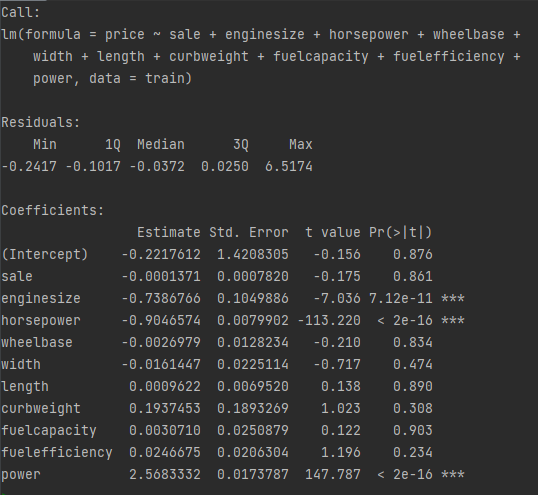 Call:
lm(formula = price ~ sale + enginesize + horsepower + wheelbase +
    width + length + curbweight + fuelcapacity + fuelefficiency +
    power, data = train)

Residuals:
    Min      1Q  Median      3Q     Max
-0.2417 -0.1017 -0.0372  0.0250  6.5174

Coefficients:
                 Estimate Std. Error  t value Pr(>|t|)
(Intercept)    -0.2217612  1.4208305   -0.156    0.876
sale           -0.0001371  0.0007820   -0.175    0.861
enginesize     -0.7386766  0.1049886   -7.036 7.12e-11 ***
horsepower     -0.9046574  0.0079902 -113.220  < 2e-16 ***
wheelbase      -0.0026979  0.0128234   -0.210    0.834
width          -0.0161447  0.0225114   -0.717    0.474
length          0.0009622  0.0069520    0.138    0.890
curbweight      0.1937453  0.1893269    1.023    0.308
fuelcapacity    0.0030710  0.0250879    0.122    0.903
fuelefficiency  0.0246675  0.0206304    1.196    0.234
power           2.5683332  0.0173787  147.787  < 2e-16 ***